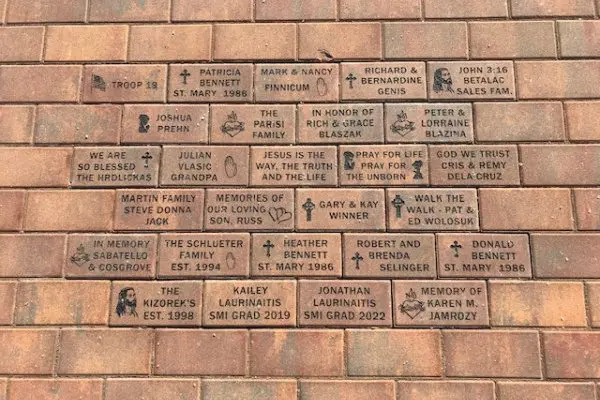 TROOP 19
PATRICIA
BENNETT
ST. MARY 1986
MARK & NANCY
PINNICUM
RICHARD &
BERNARDINE
GENIS
JOHN 3:16
BETALAC
SALES FAM.
JOSHUA
PREHN
THE
PARISI
FAMILY
IN HONOR OF
RICH & GRACE
BLASZAK
PETER &
LORRAINE
BLAZINA
WE ARE
SO BLESSED
THE HRDLICKAS
JULIAN
VLASIC
GRANDPA
JESUS IS THE
WAY, THE TRUTH
AND THE LIFE
PRAY FOR LIFE
PRAY FOR
THE UNBORN
GOD WE TRUST
CRIS & REMY
DELA CRUZ
MARTIN FAMILY
STEVE DONNA
JACK
MEMORIES OF
OUR LOVING
SON, RUSS
GARY & KAY
WINNER
WALK THE
WALK - PAT &
ED WOLOSUK
IN MEMORY
SABATELLO
& COSGROVE
THE SCHLUETER
FAMILY
EST. 1994
HEATHER
BENNETT
ST. MARY 1986
ROBERT AND
BRENDA
SELINGER
DONALD
BENNETT
ST. MARY 1986
THE
KIZOREK'S
EST. 1998
KAILEY
LAURINAITIS
SMI GRAD 2019
JONATHAN
LAURINAITIS
SMI GRAD 2022
MEMORY OF
KAREN M.
JAMROZY